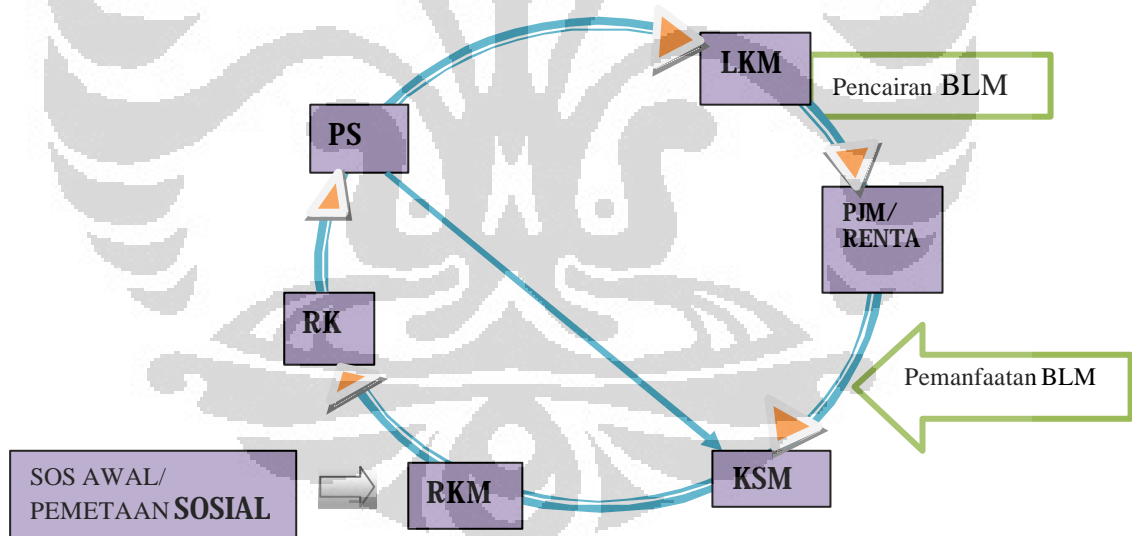 LKM
Pencairan BLM
PS
PJM/
RENTA
RK
Pemanfaatan BLM
SOS AWAL/
PEMETAAN SOSIAL
RKM
KSM